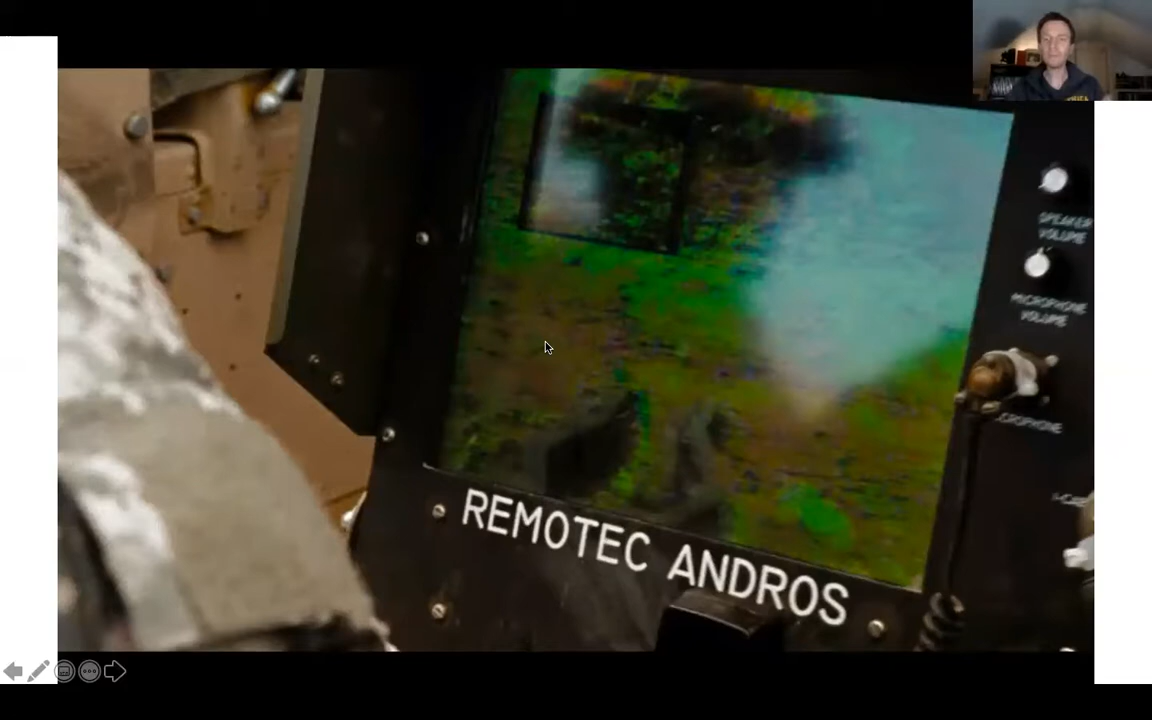 SPEAKER
VOLUME
MICROPHONE
VOLUME
REMOTEC ANDROS